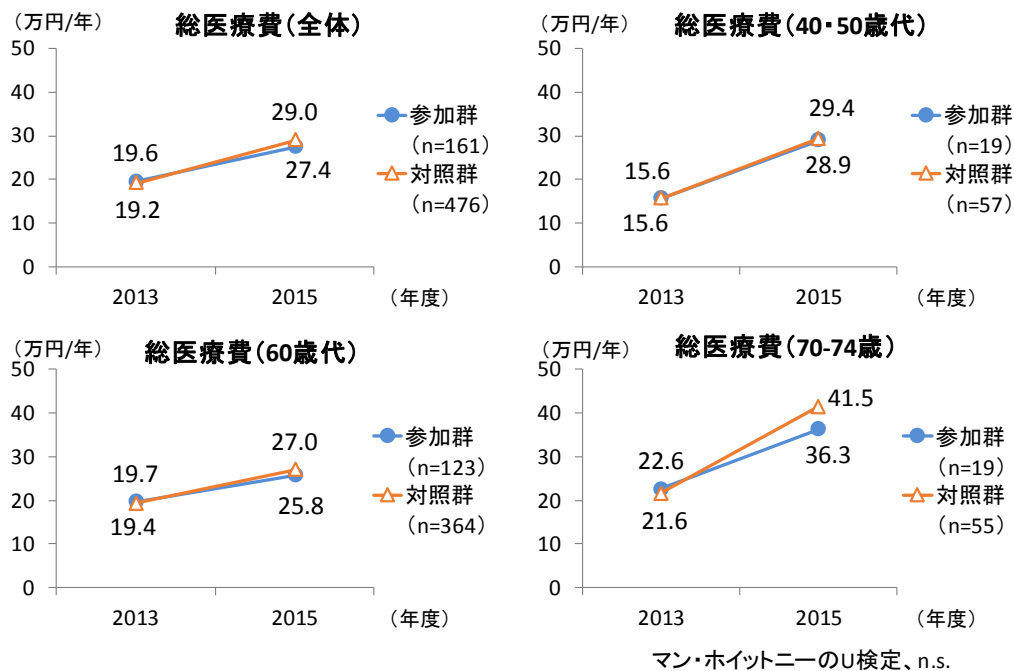 （万円/年）
総医療費（全体）
50
40
30
20
10
0
19.6
19.2
29.0
27.4
2013
2015
（年度）
参加群
（n=161）
対照群
（n=476）
（万円/年）
総医療費（40・50歳代）
50
40
30
20
10
0
15.6
15.6
29.4
28.9
2013
2015
（年度）
参加群
（n=19）
対照群
（n=57）
（万円/年）
総医療費（60歳代）
50
40
30
20
10
0
19.7
19.4
27.0
25.8
2013
2015
（年度）
参加群
（n=123）
対照群
（n=364）
（万円/年）
総医療費（70-74歳）
50
40
30
20
10
0
22.6
21.6
41.5
36.3
2013
2015
（年度）
参加群
（n=19）
対照群
（n=55）
マン・ホイットニーのU検定、n.s.